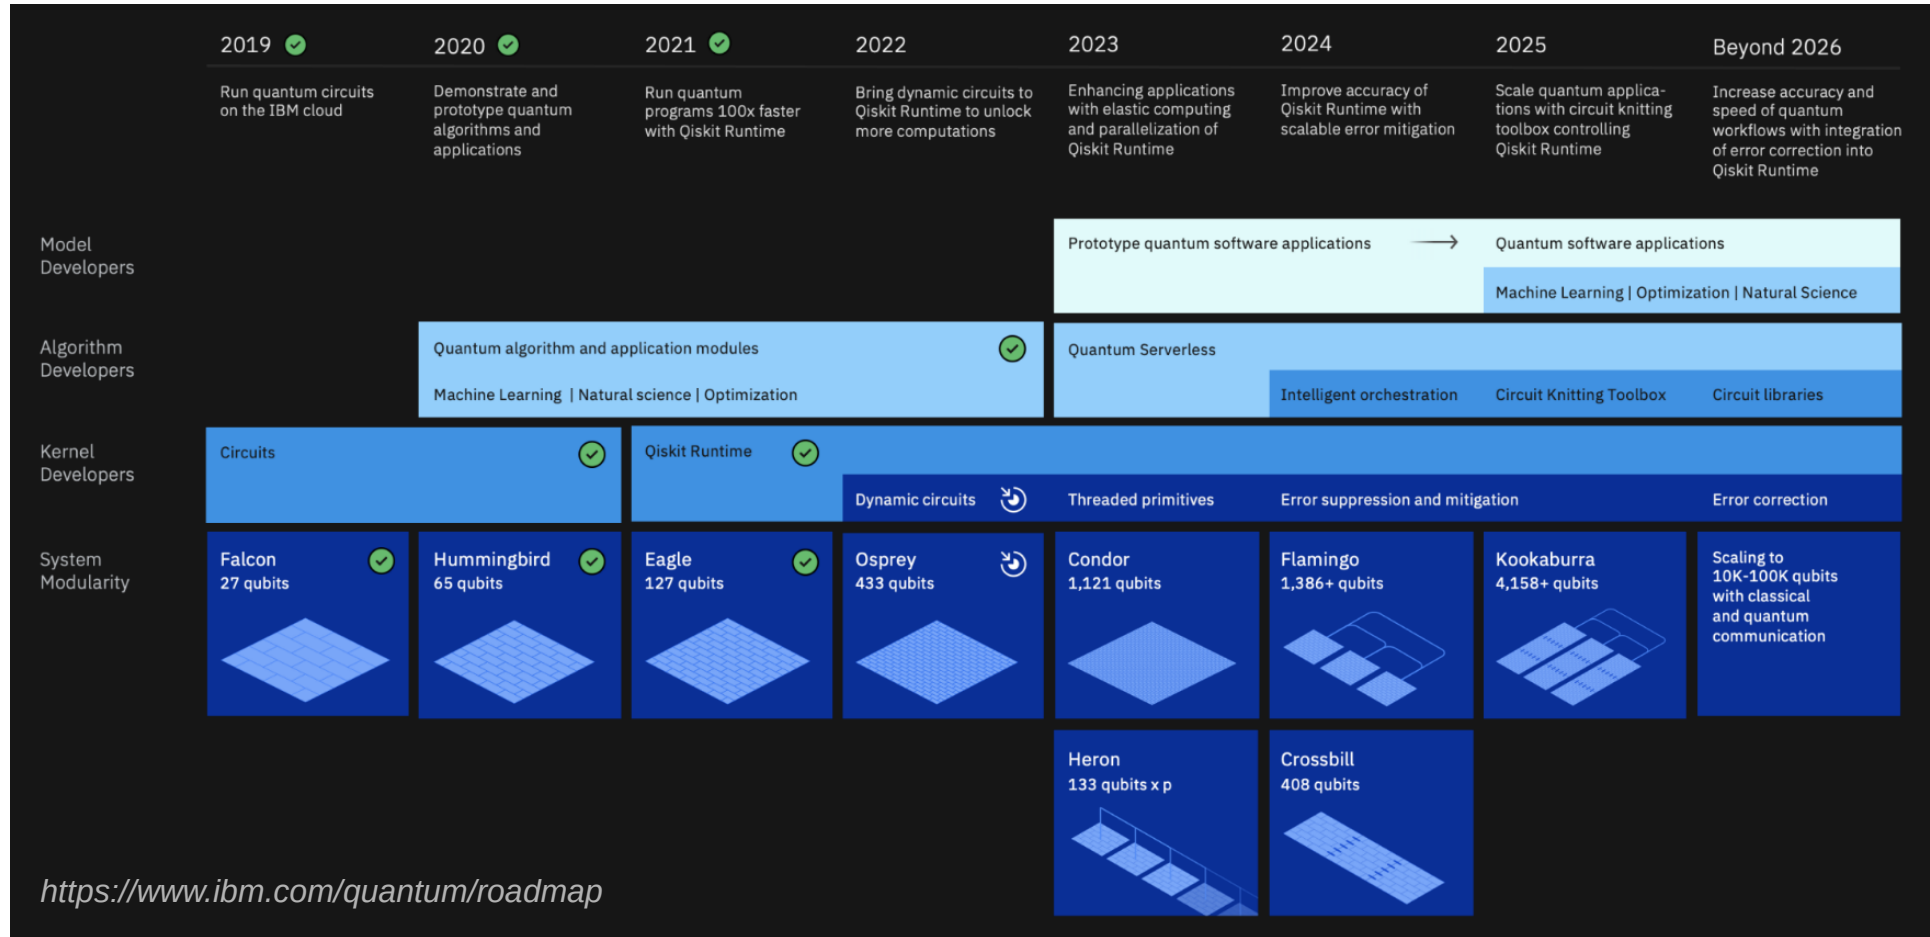 2019
2020
2021
2022
2023
2024
2025
Beyond 2026
Run quantum circuits
on the IBM cloud
Demonstrate and
prototype quantum
algorithms and
applications
Run quantum
programs 100x faster
with Qiskit Runtime
Bring dynamic circuits to
Qiskit Runtime to unlock
more computations
Enhancing applications
with elastic computing
and parallelization of
Qiskit Runtime
Improve accuracy of
Qiskit Runtime with
scalable error mitigation
Scale quantum applica-
tions with circuit knitting
toolbox controlling
Qiskit Runtime
Increase accuracy and
speed of quantum
workflows with integration
of error correction into
Qiskit Runtime
Model
Developers
Prototype quantum software applications
Quantum software applications
Machine Learning | Optimization | Natural Science
Algorithm
Developers
Quantum algorithm and application modules
Machine Learning | Natural science | Optimization
Quantum Serverless
Intelligent orchestration
Circuit Knitting Toolbox
Circuit libraries
Kernel
Developers
Circuits
Qiskit Runtime
Dynamic circuits
Threaded primitives
Error suppression and mitigation
Error correction
System
Modularity
Falcon
27 qubits
Hummingbird
65 qubits
Eagle
127 qubits
Osprey
433 qubits
Condor
1,121 qubits
Flamingo
1,386+ qubits
Kookaburra
4,158+ qubits
Scaling to
10K-100K qubits
with classical
and quantum
communication
Heron
133 qubits x p
Crossbill
408 qubits
https://www.ibm.com/quantum/roadmap